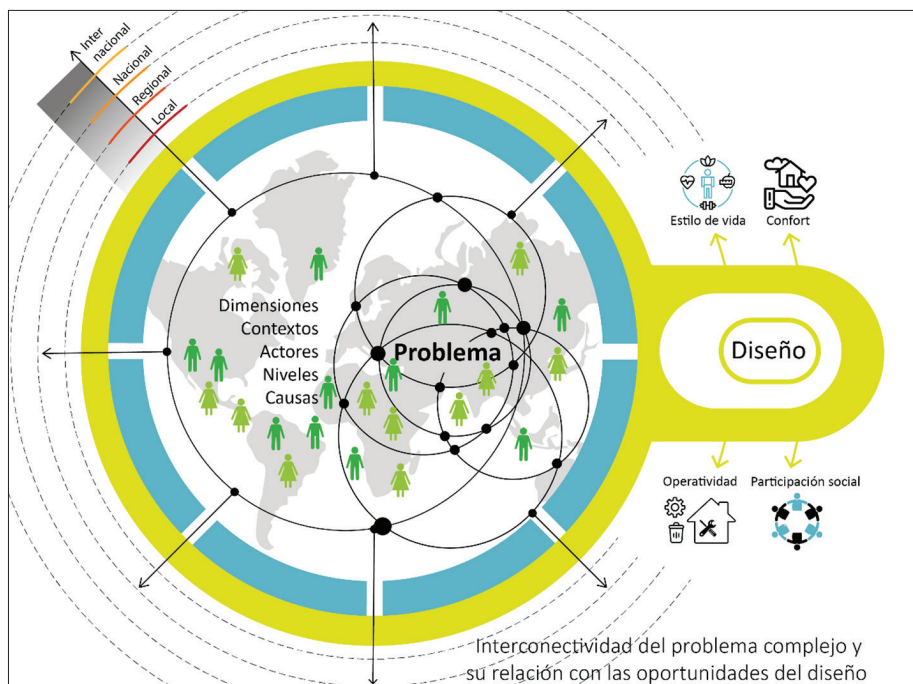 Inter
nacional
Nacional
Regional
Local
Estilo de vida
Confort
Dimensiones
Contextos
Actores
Niveles
Causas
Problema
Diseño
Operatividad
Participación social
Interconectividad del problema complejo y
su relación con las oportunidades del diseño